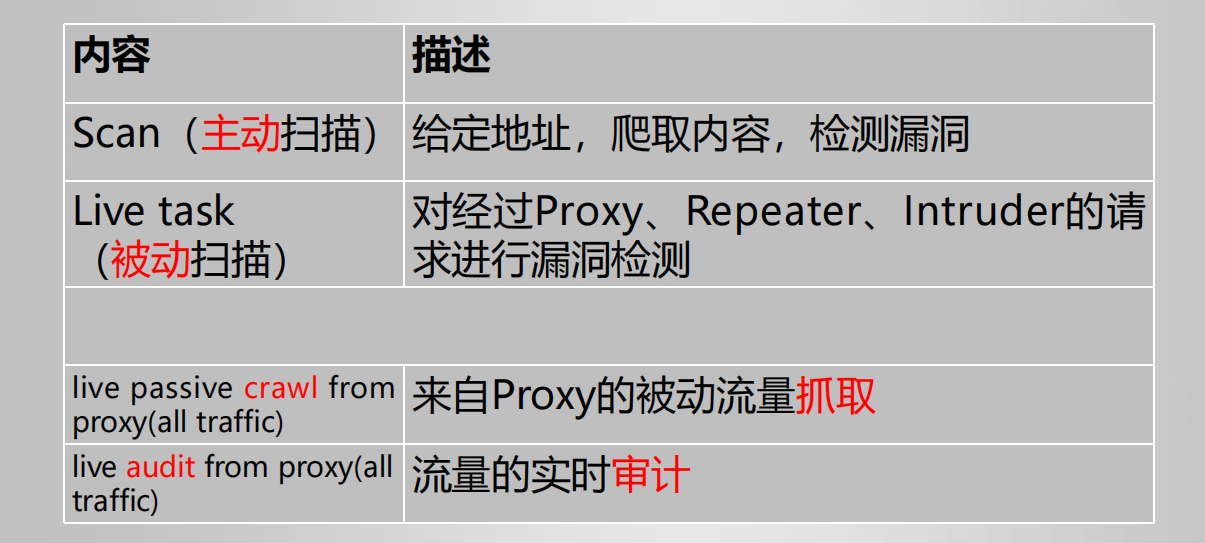 内容
描述
Scan（主动扫描）
给定地址，爬取内容，检测漏洞
Live task
（被动扫描）
对经过Proxy、Repeater、Intruder的请
求进行漏洞检测
live passive crawl from
proxy(all traffic)
来自Proxy的被动流量抓取
live audit from proxy(all
traffic)
流量的实时审计